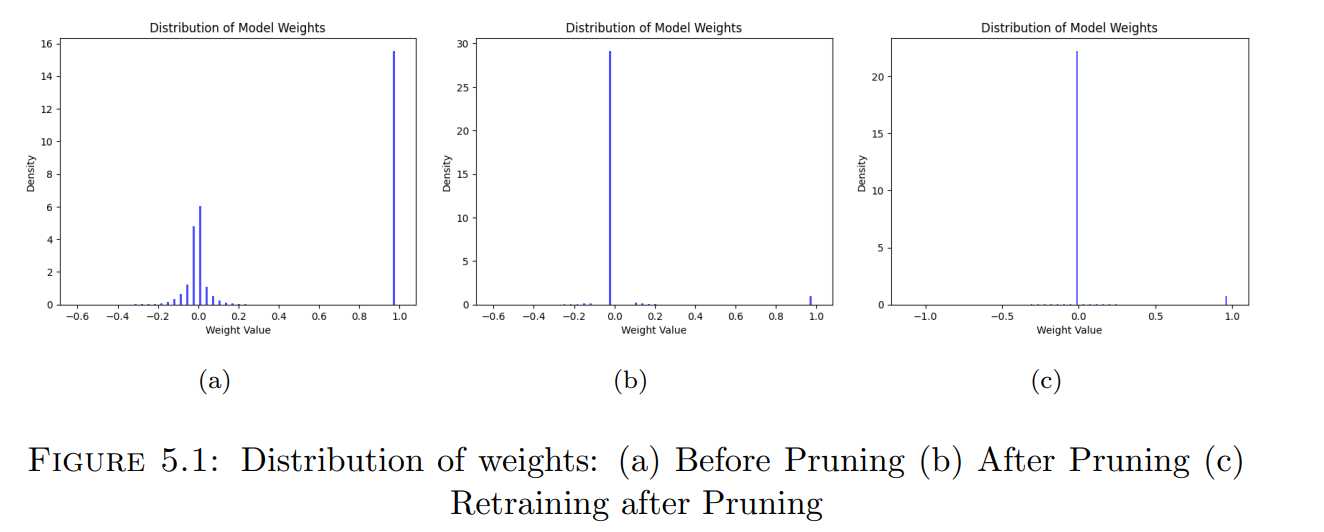 Distribution of Model Weights
16
14
12
10
8
6
4
2
0
Density
−0.6 −0.4 −0.2 0.0 0.2 0.4 0.6 0.8 1.0
Weight Value
(a)
Distribution of Model Weights
30
25
20
15
10
5
0
Density
−0.6 −0.4 −0.2 0.0 0.2 0.4 0.6 0.8 1.0
Weight Value
(b)
Distribution of Model Weights
20
15
10
5
0
Density
−1.0 −0.5 0.0 0.5 1.0
Weight Value
(c)
FIGURE 5.1: Distribution of weights: (a) Before Pruning (b) After Pruning (c)
Retraining after Pruning